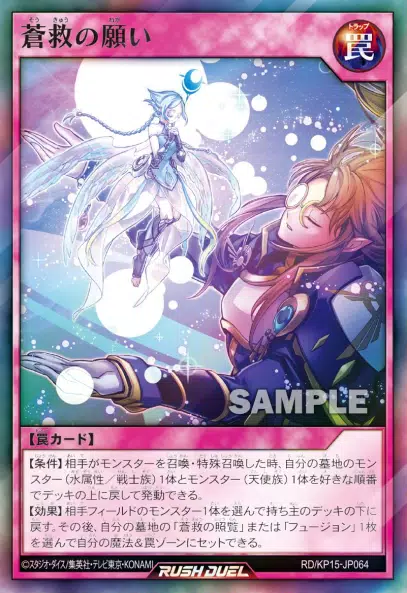 蒼救の願い
そう きゅう ねが
トラップ
罠
SAMPLE
【罠カード】
【条件】相手がモンスターを召喚・特殊召喚した時、自分の墓地のモン
スター(水属性/戦士族)1体とモンスター(天使族)1体を好きな順番
でデッキの上に戻して発動できる。
【効果】相手フィールドのモンスター1体を選んで持ち主のデッキの下に
戻す。その後、自分の墓地の「蒼救の照覧」または「フュージョン」1枚
を選んで自分の魔法&罠ゾーンにセットできる。
©スタジオ・ダイス/集英社・テレビ東京・KONAMI
RUSH DUEL
RD/KP15-JP064